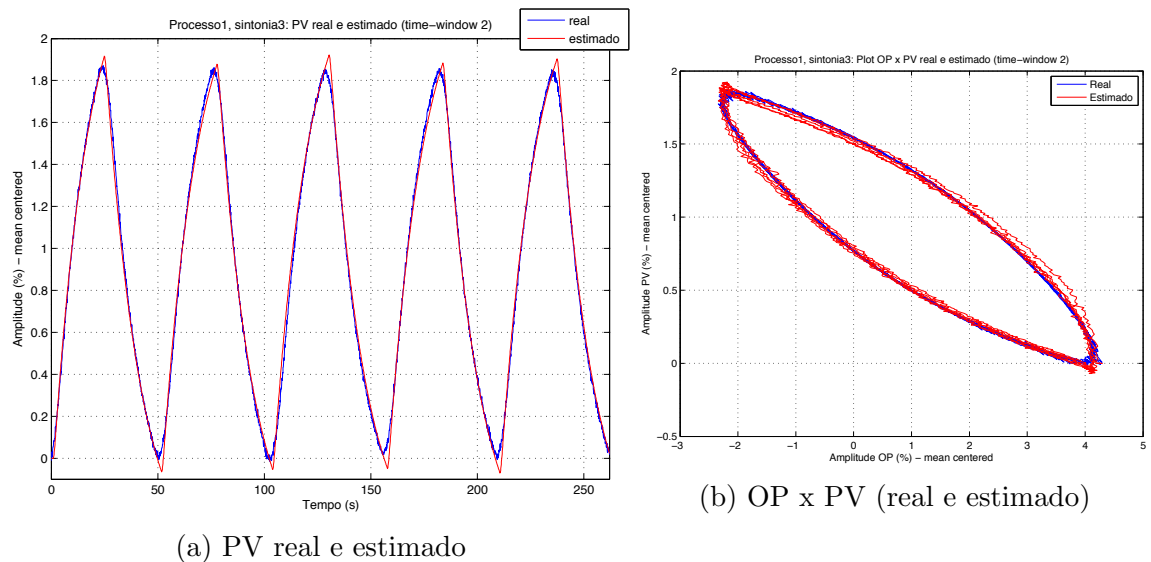 Processo1, sintonia3: PV real e estimado (time-window 2)
real
estimado
2
1.8
1.6
1.4
1.2
1
0.8
0.6
0.4
0.2
0
Amplitude (%) − mean centered
0 50 100 150 200 250
Tempo (s)
(a) PV real e estimado
Processo1, sintonia3: Plot OP x PV real e estimado (time-window 2)
Real
Estimado
2
1.5
1
0.5
0
−0.5
Amplitude PV (%) − mean centered
−3 −2 −1 0 1 2 3 4 5
Amplitude OP (%) − mean centered
(b) OP x PV (real e estimado)